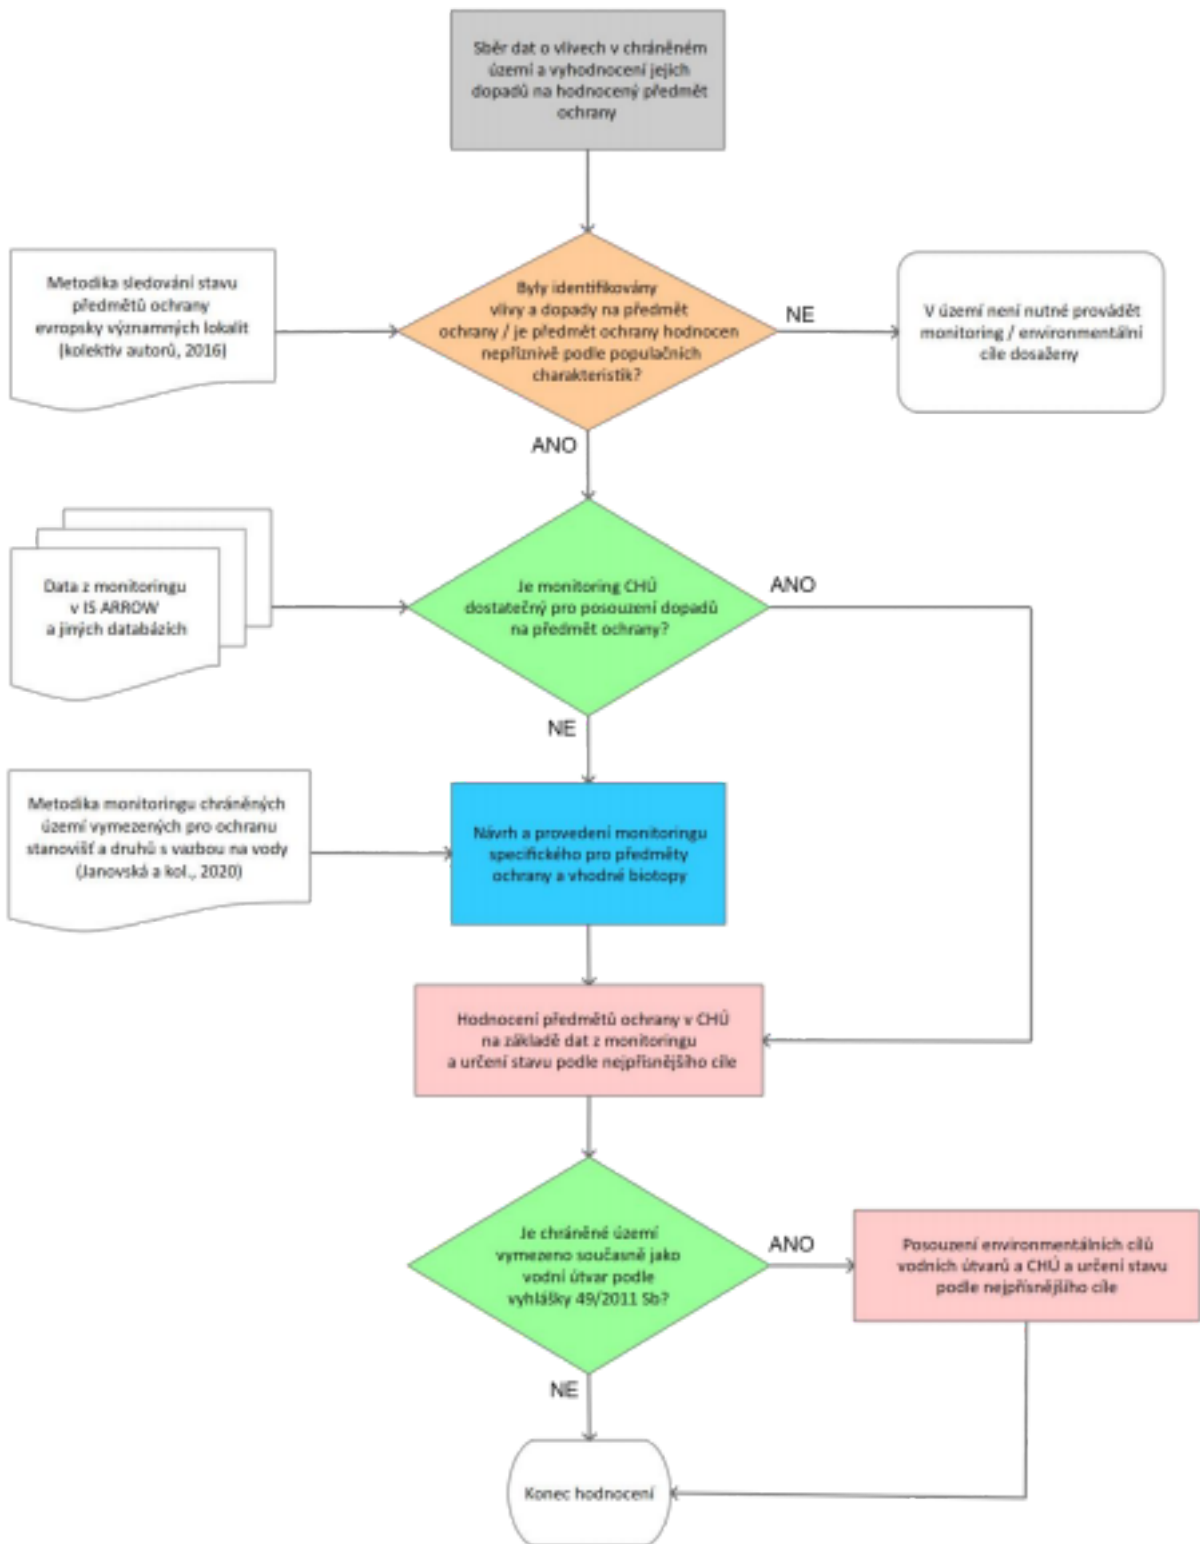 Sběr dat o vlivech v chráněném
území a vyhodnocení jejich
dopadů na hodnocený předmět
ochrany
Metodika sledování stavu
předmětů ochrany
evropsky významných lokalit
(kolektiv autorů, 2016)
Byly identifikovány
vlivy a dopady na předmět
ochrany / je předmět ochrany hodnocen
nepříznivě podle populačních
charakteristik?
NE
V území není nutné provádět
monitoring / environmentální
cíle dosaženy
ANO
Data z monitoringu
v IS ARROW
a jiných databázích
Je monitoring CHÚ
dostatečný pro posouzení dopadů
na předmět ochrany?
ANO
NE
Metodika monitoringu chráněných
území vymezených pro ochranu
stanovišť a druhů s vazbou na vody
(Janovská a kol., 2020)
Návrh a provedení monitoringu
specifického pro předměty
ochrany a vhodné biotopy
Hodnocení předmětů ochrany v CHÚ
na základě dat z monitoringu
a určení stavu podle nejpřísnějšího cíle
Je chráněné území
vymezeno současně jako
vodní útvar podle
vyhlášky 49/2011 Sb?
ANO
Posouzení environmentálních cílů
vodních útvarů a CHÚ a určení stavu
podle nejpřísnějšího cíle
NE
Konec hodnocení